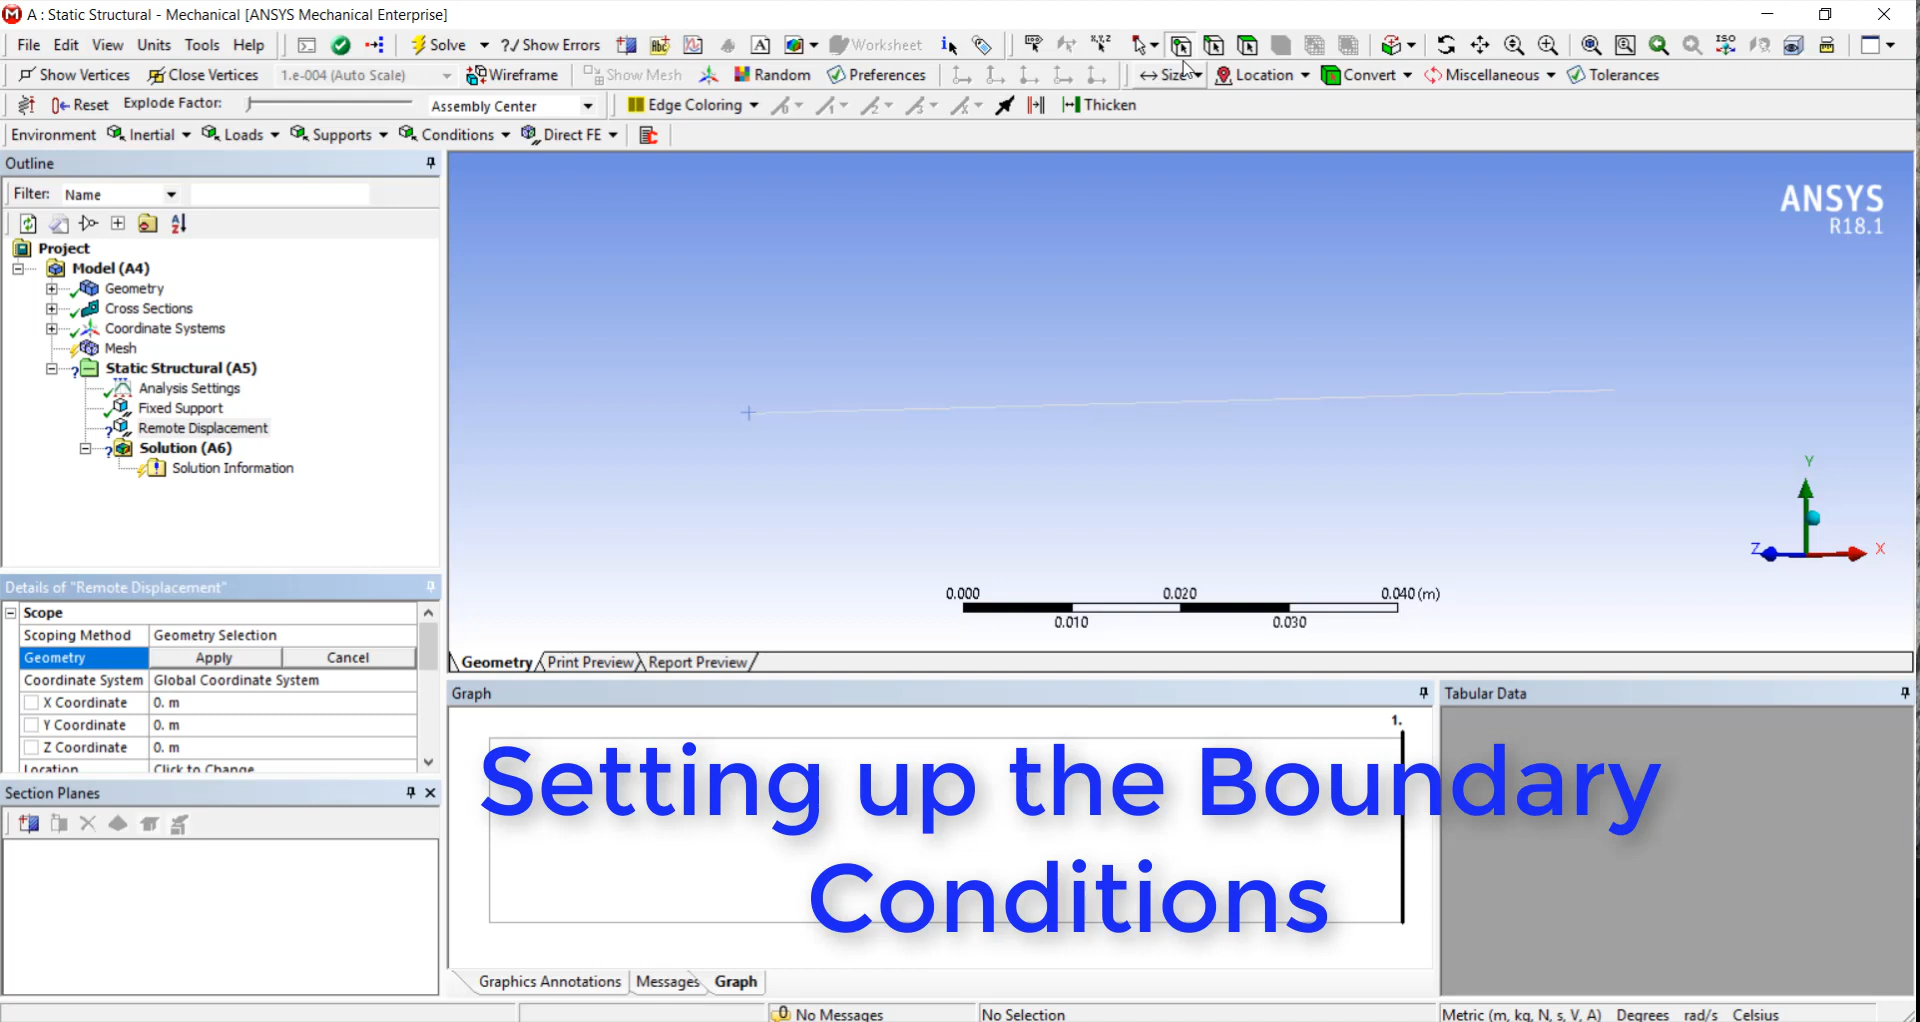 A : Static Structural - Mechanical [ANSYS Mechanical Enterprise]
File Edit View Units Tools Help Solve ?/ Show Errors Worksheet
Show Vertices Close Vertices 1.e-004 (Auto Scale) Wireframe Show Mesh Random Preferences Size Location Convert Miscellaneous Tolerances
Reset Explode Factor: Assembly Center Edge Coloring Thicken
Environment Inertial Loads Supports Conditions Direct FE
Outline
Filter: Name
Project
Model (A4)
Geometry
Cross Sections
Coordinate Systems
Mesh
Static Structural (A5)
Analysis Settings
Fixed Support
Remote Displacement
Solution (A6)
Solution Information
ANSYS
R18.1
Y
Z X
0.000 0.020 0.040 (m)
0.010 0.030
Details of "Remote Displacement"
Scope
Scoping Method Geometry Selection
Geometry Apply Cancel
Coordinate System Global Coordinate System
X Coordinate 0. m
Y Coordinate 0. m
Z Coordinate 0. m
Location Click to Change
Geometry Print Preview Report Preview
Graph
1.
Tabular Data
Section Planes
Setting up the Boundary
Conditions
Graphics Annotations Messages Graph
0 No Messages No Selection Metric (m, kg, N, s, V, A) Degrees rad/s Celsius